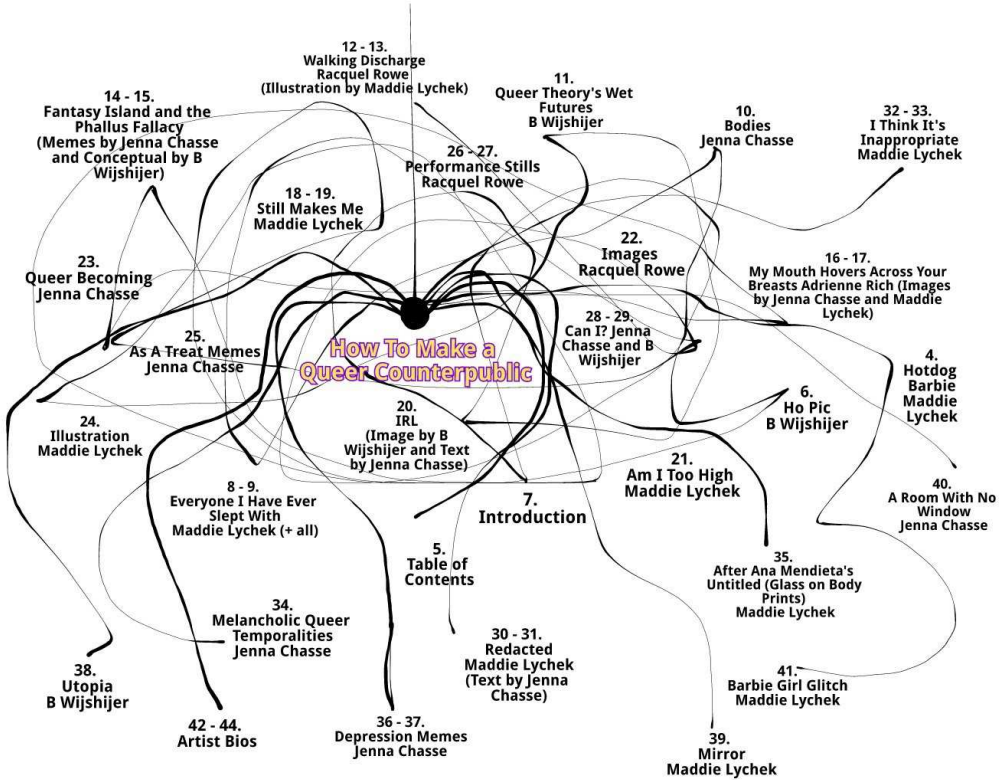 12 - 13.
Walking Discharge
Racquel Rowe
(Illustration by Maddie Lychek)
11.
Queer Theory's Wet
Futures
B Wijshijer
14 - 15.
Fantasy Island and the
Phallus Fallacy
(Memes by Jenna Chasse
and Conceptual by B
Wijshijer)
10.
Bodies
Jenna Chasse
32 - 33.
I Think It's
Inappropriate
Maddie Lychek
26 - 27.
Performance Stills
Racquel Rowe
18 - 19.
Still Makes Me
Maddie Lychek
22.
Images
Racquel Rowe
23.
Queer Becoming
Jenna Chasse
16 - 17.
My Mouth Hovers Across Your
Breasts Adrienne Rich (Images
by Jenna Chasse and Maddie
Lychek)
28 - 29.
Can I? Jenna
Chasse and B
Wishijer
25.
As A Treat Memes
Jenna Chasse
How To Make a
Queer Counterpublic
4.
Hotdog
Barbie
Maddie
Lychek
6.
Ho Pic
B Wijshijer
24.
Illustration
Maddie Lychek
20.
IRL
(Image by B
Wishijer and Text
by Jenna Chasse)
21.
Am I Too High
Maddie Lychek
8 - 9.
Everyone I Have Ever
Slept With
Maddie Lychek (+ all)
7.
Introduction
40.
A Room With No
Window
Jenna Chasse
5.
Table of
Contents
35.
After Ana Mendieta's
Untitled (Glass on Body
Prints)
Maddie Lychek
34.
Melancholic Queer
Temporalities
Jenna Chasse
30 - 31.
Redacted
Maddie Lychek
(Text by Jenna
Chasse)
38.
Utopia
B Wijshijer
41.
Barbie Girl Glitch
Maddie Lychek
42 - 44.
Artist Bios
36 - 37.
Depression Memes
Jenna Chasse
39.
Mirror
Maddie Lychek